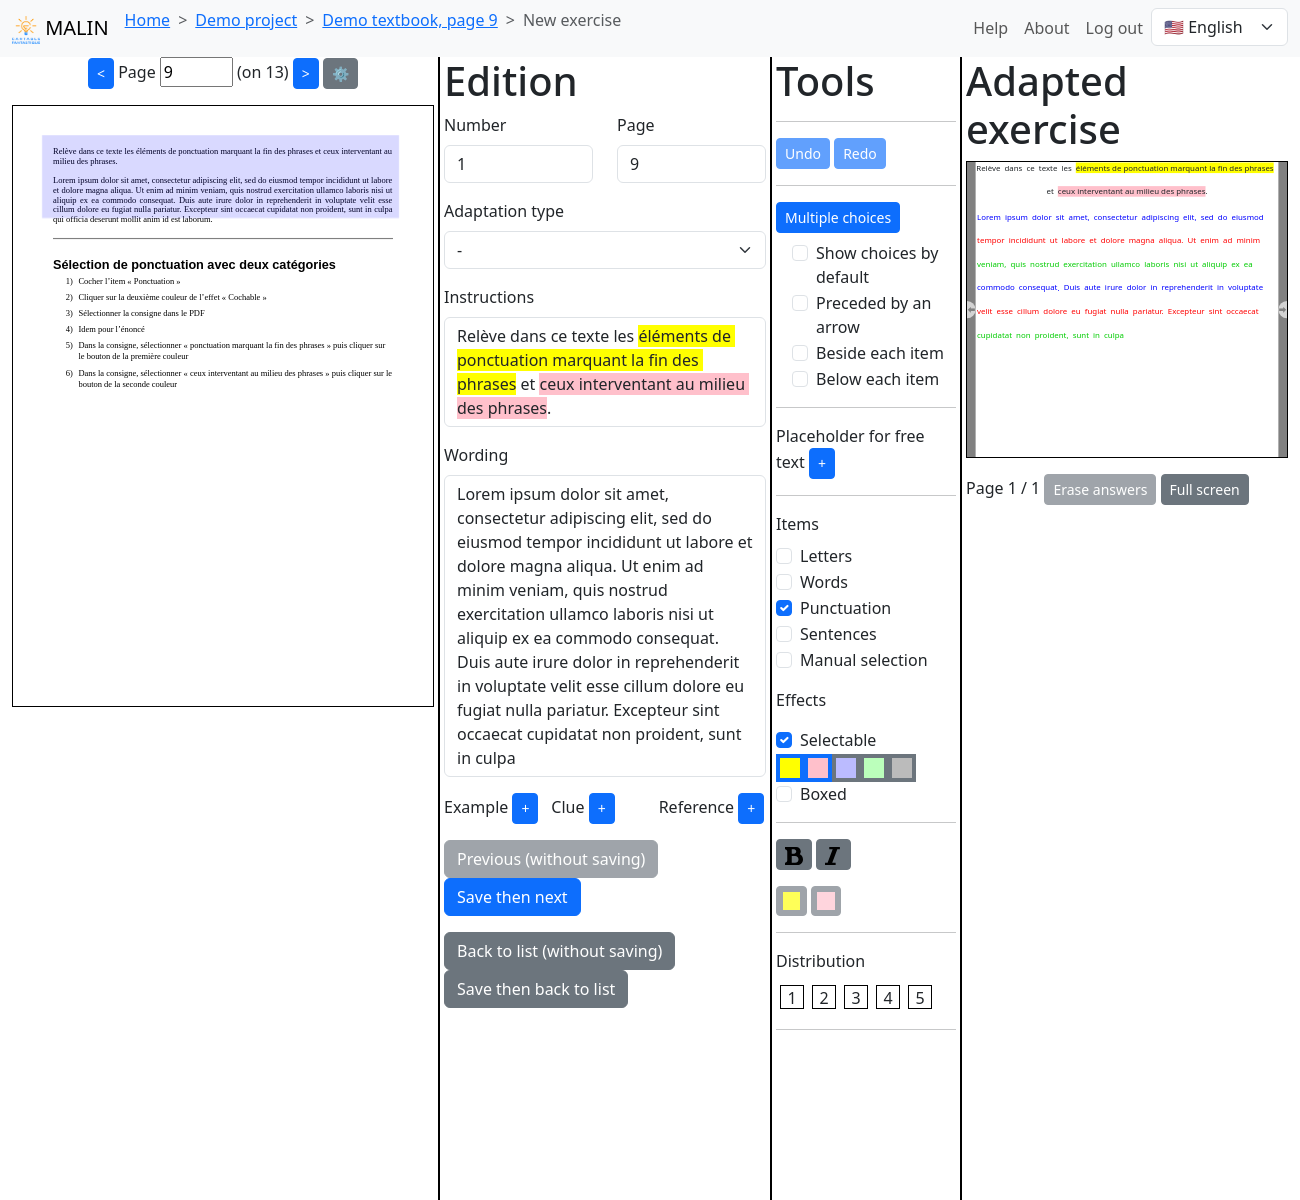 MALIN
Home > Demo project > Demo textbook, page 9 > New exercise
Help About Log out 🇺🇸 English
< Page 9 (on 13) > ⚙️
Relève dans ce texte les éléments de ponctuation marquant la fin des phrases et ceux interventant au
milieu des phrases.
Lorem ipsum dolor sit amet, consectetur adipiscing elit, sed do eiusmod tempor incididunt ut labore
et dolore magna aliqua. Ut enim ad minim veniam, quis nostrud exercitation ullamco laboris nisi ut
aliquip ex ea commodo consequat. Duis aute irure dolor in reprehenderit in voluptate velit esse
cillum dolore eu fugiat nulla pariatur. Excepteur sint occaecat cupidatat non proident, sunt in culpa
qui officia deserunt mollit anim id est laborum.
Sélection de ponctuation avec deux catégories
1) Cocher l’item « Ponctuation »
2) Cliquer sur la deuxième couleur de l’effet « Cochable »
3) Sélectionner la consigne dans le PDF
4) Idem pour l’énoncé
5) Dans la consigne, sélectionner « ponctuation marquant la fin des phrases » puis cliquer sur
le bouton de la première couleur
6) Dans la consigne, sélectionner « ceux interventant au milieu des phrases » puis cliquer sur le
bouton de la seconde couleur
Edition
Number Page
1 9
Adaptation type
-
Instructions
Relève dans ce texte les éléments de
ponctuation marquant la fin des
phrases et ceux interventant au milieu
des phrases.
Wording
Lorem ipsum dolor sit amet,
consectetur adipiscing elit, sed do
eiusmod tempor incididunt ut labore et
dolore magna aliqua. Ut enim ad
minim veniam, quis nostrud
exercitation ullamco laboris nisi ut
aliquip ex ea commodo consequat.
Duis aute irure dolor in reprehenderit
in voluptate velit esse cillum dolore eu
fugiat nulla pariatur. Excepteur sint
occaecat cupidatat non proident, sunt
in culpa
Example + Clue + Reference +
Previous (without saving)
Save then next
Back to list (without saving)
Save then back to list
Tools
Undo Redo
Multiple choices
Show choices by
default
Preceded by an
arrow
Beside each item
Below each item
Placeholder for free
text +
Items
Letters
Words
Punctuation
Sentences
Manual selection
Effects
Selectable
Boxed
B I
Distribution
1 2 3 4 5
Adapted
exercise
Relève dans ce texte les éléments de ponctuation marquant la fin des phrases
et ceux interventant au milieu des phrases.
Lorem ipsum dolor sit amet, consectetur adipiscing elit, sed do eiusmod
tempor incididunt ut labore et dolore magna aliqua. Ut enim ad minim
veniam, quis nostrud exercitation ullamco laboris nisi ut aliquip ex ea
commodo consequat. Duis aute irure dolor in reprehenderit in voluptate
velit esse cillum dolore eu fugiat nulla pariatur. Excepteur sint occaecat
cupidatat non proident, sunt in culpa
Page 1 / 1 Erase answers Full screen